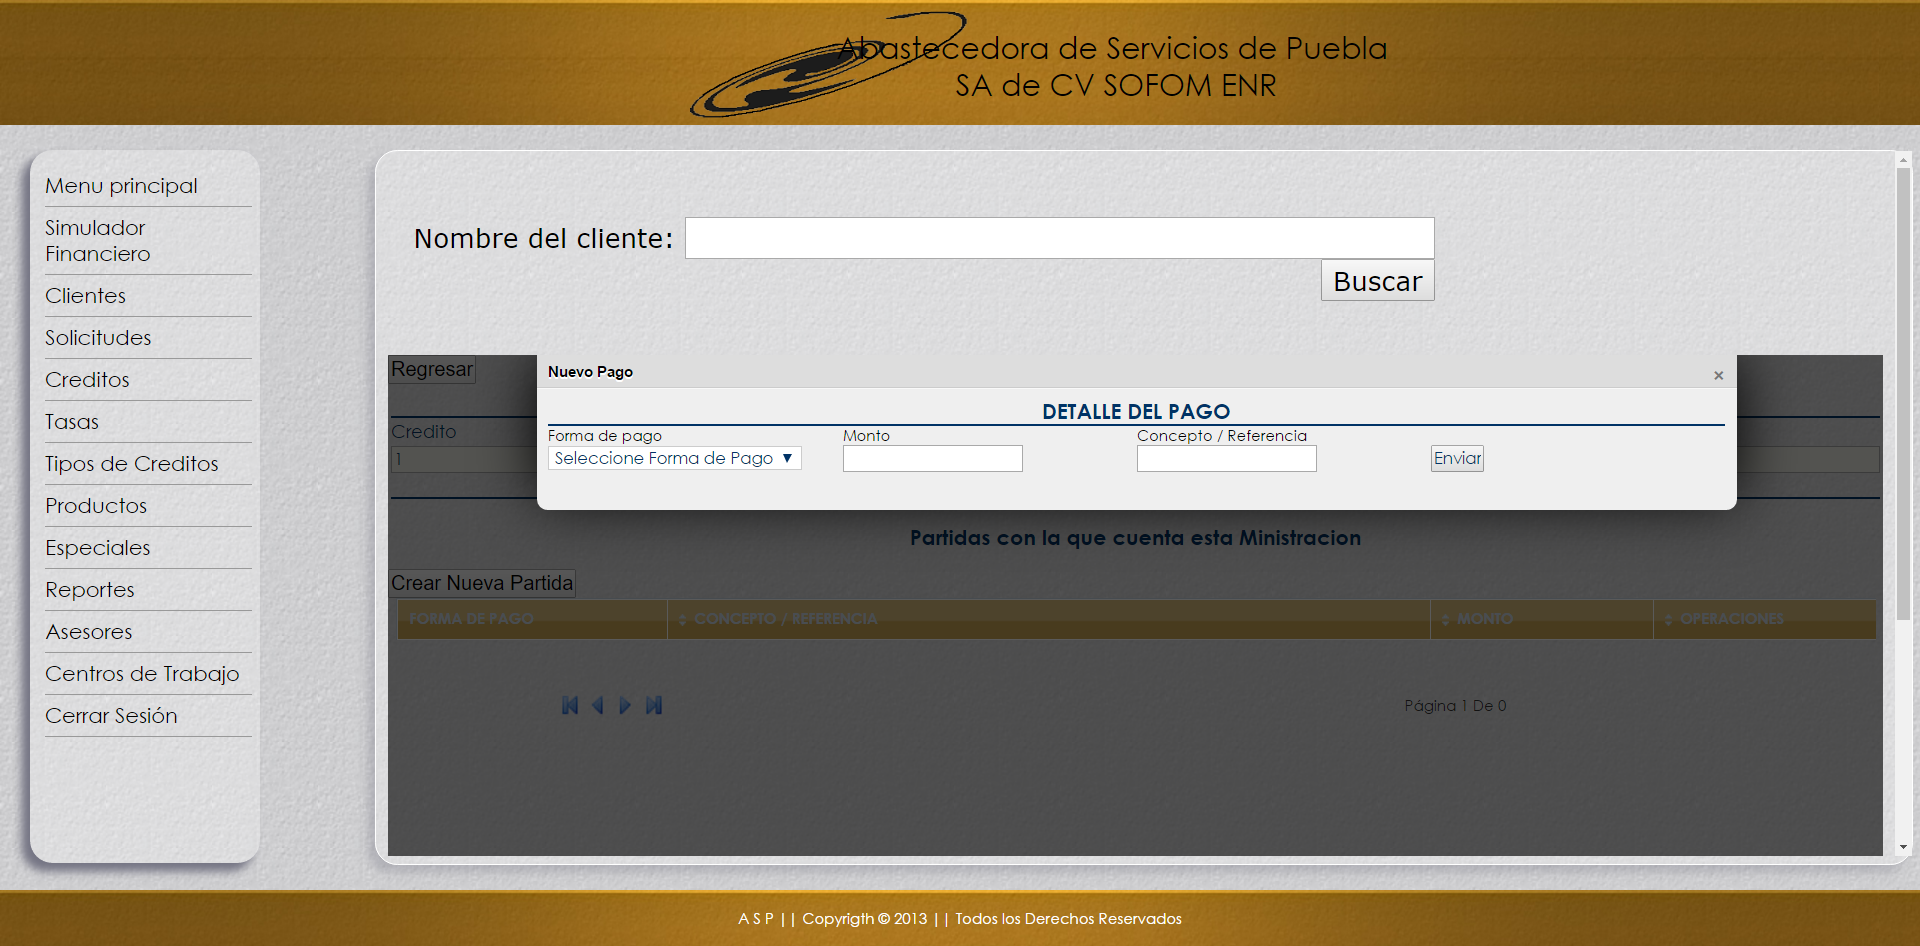 Abastecedora de Servicios de Puebla
SA de CV SOFOM ENR
Menu principal
Simulador
Financiero
Clientes
Solicitudes
Creditos
Tasas
Tipos de Creditos
Productos
Especiales
Reportes
Asesores
Centros de Trabajo
Cerrar Sesión
Nombre del cliente:
Buscar
Regresar
Nuevo Pago
×
DETALLE DEL PAGO
Credito
1
Forma de pago
Monto
Concepto / Referencia
Seleccione Forma de Pago
Enviar
Partidas con la que cuenta esta Ministracion
Crear Nueva Partida
FORMA DE PAGO
CONCEPTO / REFERENCIA
MONTO
OPERACIONES
Página 1 De 0
A S P || Copyrigth © 2013 || Todos los Derechos Reservados